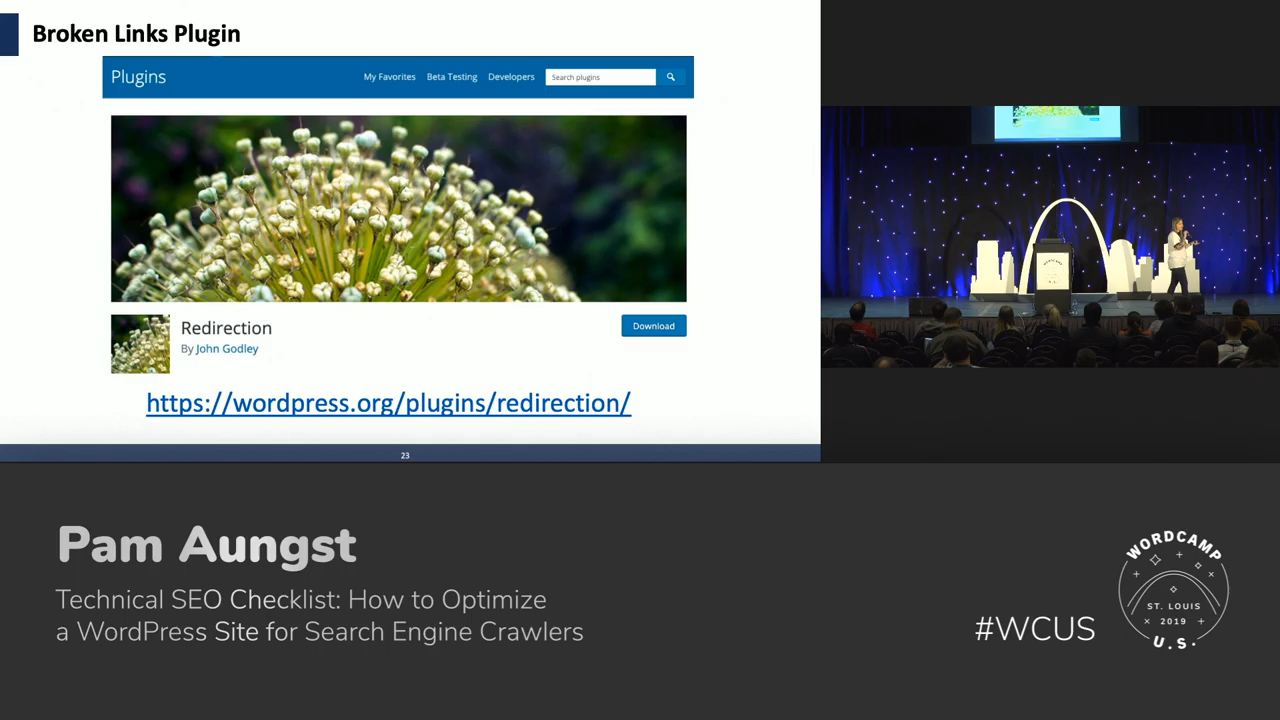 Broken Links Plugin
Plugins
My Favorites
Beta Testing
Developers
Search plugins
Redirection
By John Godley
Download
https://wordpress.org/plugins/redirection/
23
Pam Aungst
Technical SEO Checklist: How to Optimize
a WordPress Site for Search Engine Crawlers
#WCUS
WORDCAMP
ST. LOUIS
2019
U.S.